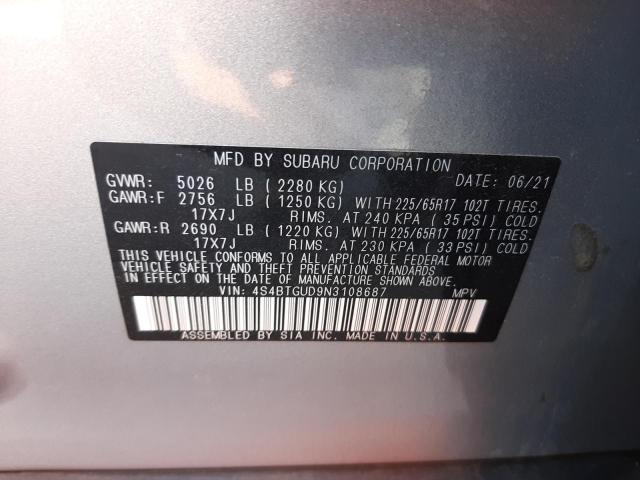 MFD BY SUBARU CORPORATION
GVWR: 5026 LB ( 2280 KG) DATE: 06/21
GAWR:F 2756 LB ( 1250 KG) WITH 225/65R17 102T TIRES.
17X7J RIMS. AT 240 KPA ( 35 PSI) COLD
GAWR:R 2690 LB ( 1220 KG) WITH 225/65R17 102T TIRES.
17X7J RIMS. AT 230 KPA ( 33 PSI) COLD
THIS VEHICLE CONFORMS TO ALL APPLICABLE FEDERAL MOTOR
VEHICLE SAFETY AND THEFT PREVENTION STANDARDS
IN EFFECT ON THE DATE OF MANUFACTURE SHOWN ABOVE.
VIN: 4S4BTGUD9N3108687 MPV
ASSEMBLED BY SIA INC. MADE IN U.S.A.